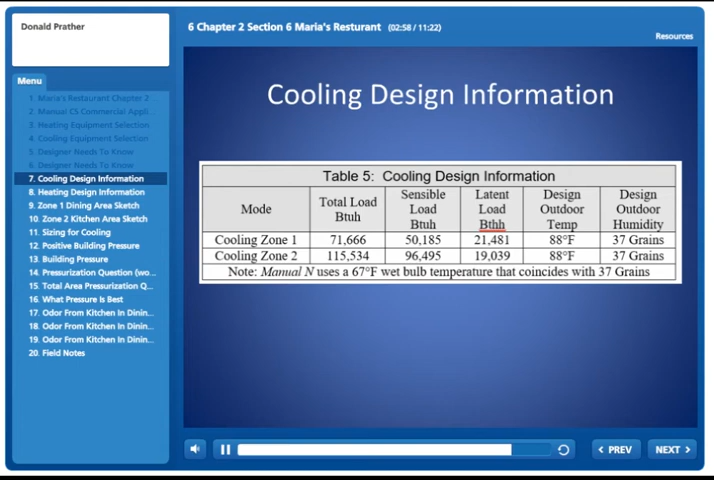 Donald Prather
6 Chapter 2 Section 6 Maria's Resturant (02:58 / 11:22)
Resources
Menu
1. Maria's Restaurant Chapter 2...
2. Manual CS Commercial Appli...
3. Heating Equipment Selection
4. Cooling Equipment Selection
5. Designer Needs To Know
6. Designer Needs To Know
7. Cooling Design Information
8. Heating Design Information
9. Zone 1 Dining Area Sketch
10. Zone 2 Kitchen Area Sketch
11. Sizing for Cooling
12. Positive Building Pressure
13. Building Pressure
14. Pressurization Question (wo...
15. Total Area Pressurization Q...
16. What Pressure Is Best
17. Odor From Kitchen In Dinin...
18. Odor From Kitchen In Dinin...
19. Odor From Kitchen In Dinin...
20. Field Notes
Cooling Design Information
Table 5: Cooling Design Information
Mode Total Load Btuh Sensible Load Btuh Latent Load Bthh Design Outdoor Temp Design Outdoor Humidity
Cooling Zone 1 71,666 50,185 21,481 88°F 37 Grains
Cooling Zone 2 115,534 96,495 19,039 88°F 37 Grains
Note: Manual N uses a 67°F wet bulb temperature that coincides with 37 Grains
< PREV
NEXT >